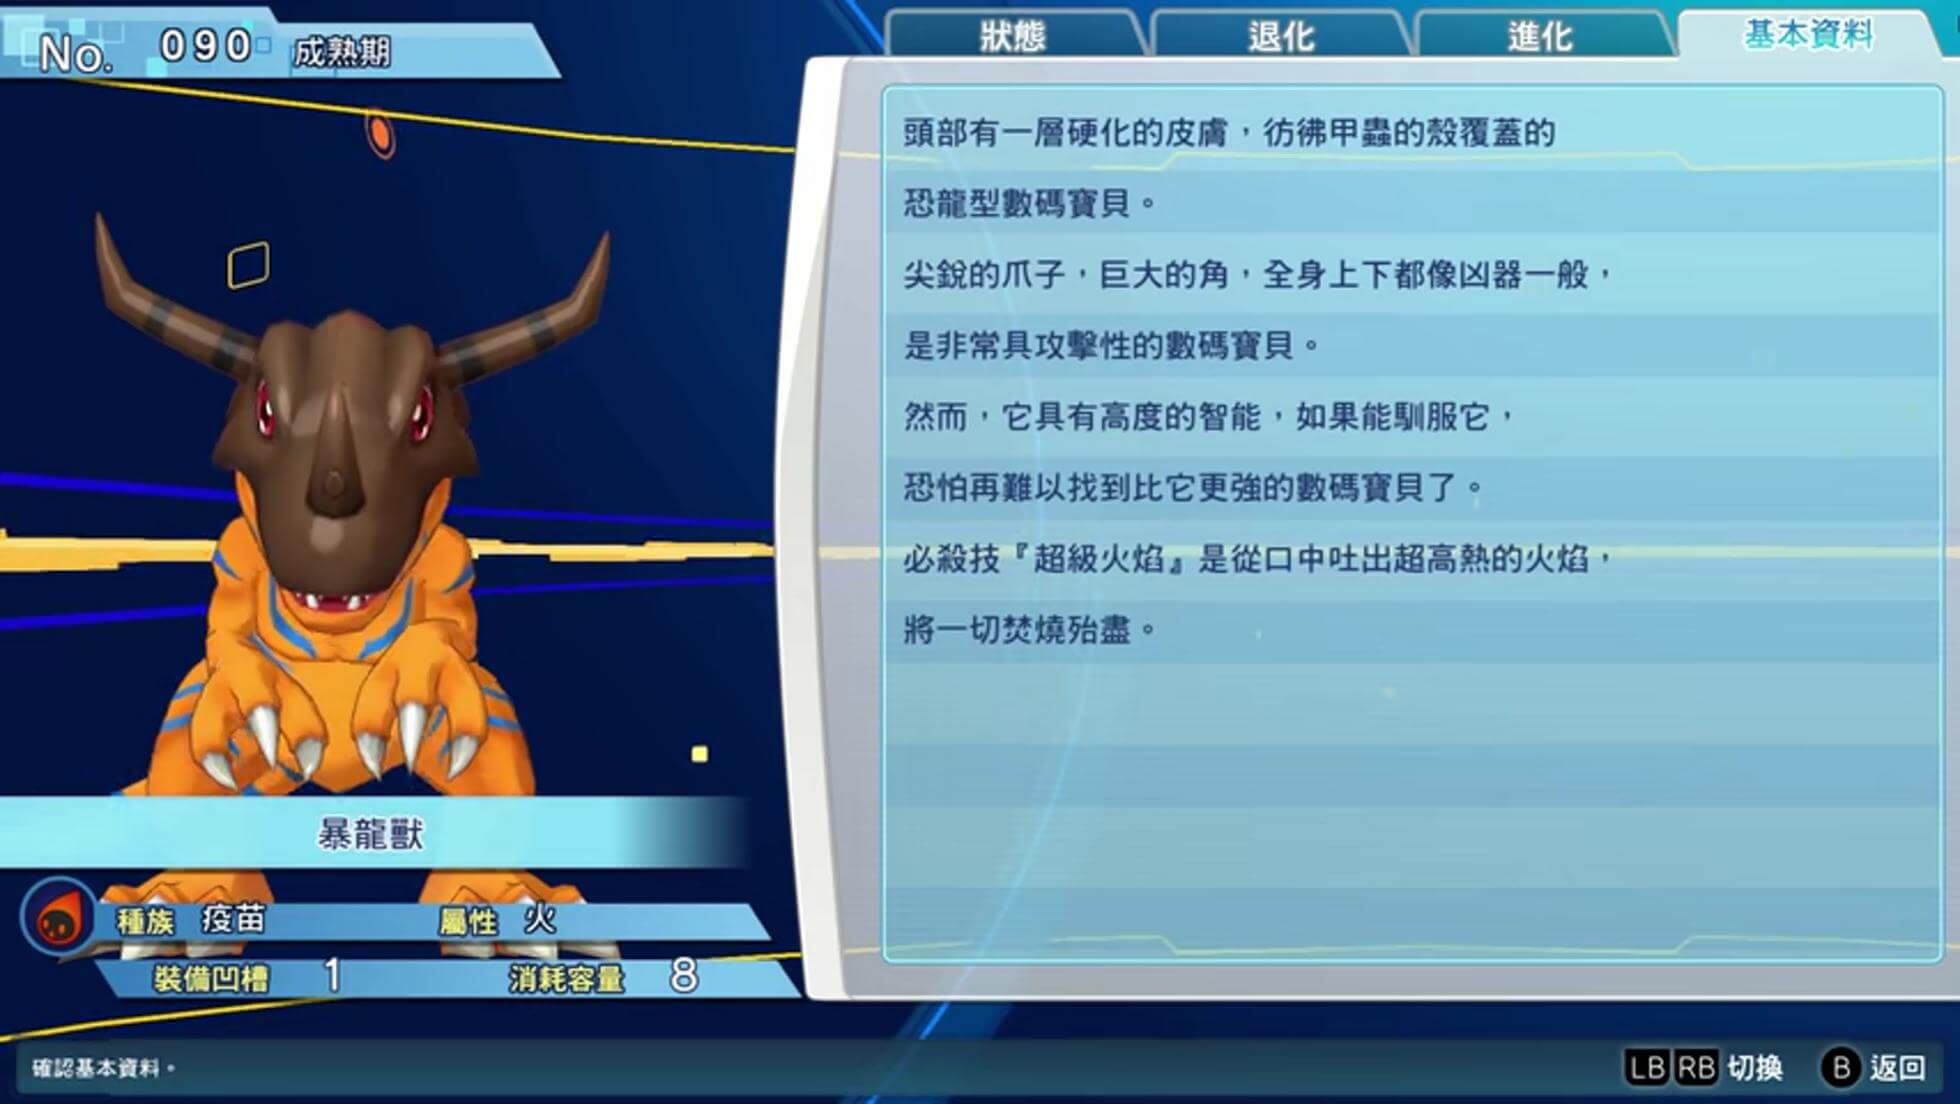 No. 090 成熟期
狀態 退化 進化 基本資料
頭部有一層硬化的皮膚，彷彿甲蟲的殼覆蓋的
恐龍型數碼寶貝。
尖銳的爪子，巨大的角，全身上下都像凶器一般，
是非常具攻擊性的數碼寶貝。
然而，它具有高度的智能，如果能馴服它，
恐怕再難以找到比它更強的數碼寶貝了。
必殺技『超級火焰』是從口中吐出超高熱的火焰，
將一切焚燒殆盡。
暴龍獸
種族 疫苗 屬性 火
裝備凹槽 1 消耗容量 8
確認基本資料。
LB RB 切換 B 返回